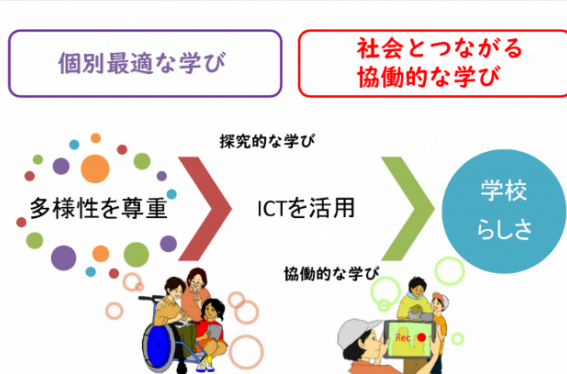 個別最適な学び
社会とつながる
協働的な学び
探究的な学び
多様性を尊重
ICTを活用
学校
らしさ
協働的な学び
Rec